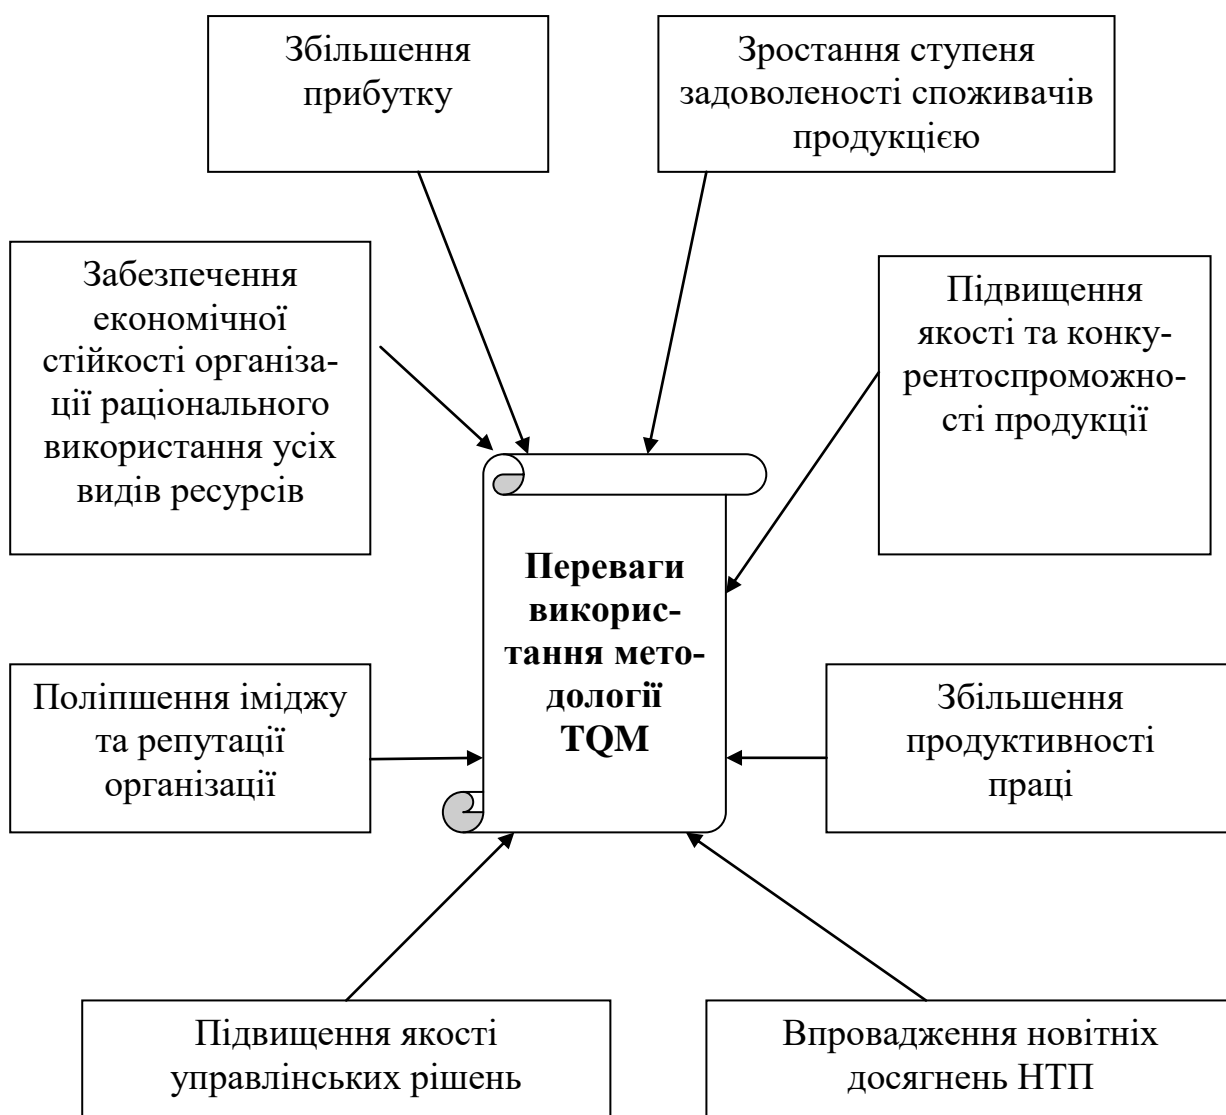 Збільшення
прибутку
Зростання ступеня
задоволеності споживачів
продукцією
Забезпечення
економічної
стійкості організа-
ції раціонального
використання усіх
видів ресурсів
Підвищення
якості та конку-
рентоспроможно-
сті продукції
Переваги
викорис-
тання мето-
дології
TQM
Поліпшення іміджу
та репутації
організації
Збільшення
продуктивності
праці
Підвищення якості
управлінських рішень
Впровадження новітніх
досягнень НТП